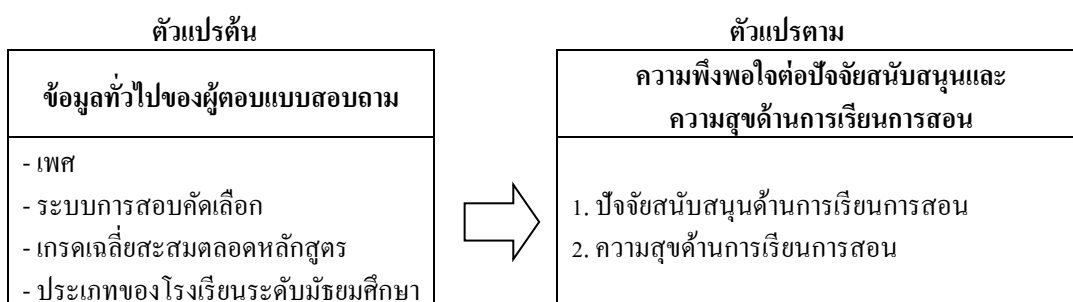 ตัวแปรต้น
ข้อมูลทั่วไปของผู้ตอบแบบสอบถาม
- เพศ
- ระบบการสอบคัดเลือก
- เกรดเฉลี่ยสะสมตลอดหลักสูตร
- ประเภทของโรงเรียนระดับมัธยมศึกษา
ตัวแปรตาม
ความพึงพอใจต่อปัจจัยสนับสนุนและ
ความสุขด้านการเรียนการสอน
1. ปัจจัยสนับสนุนด้านการเรียนการสอน
2. ความสุขด้านการเรียนการสอน